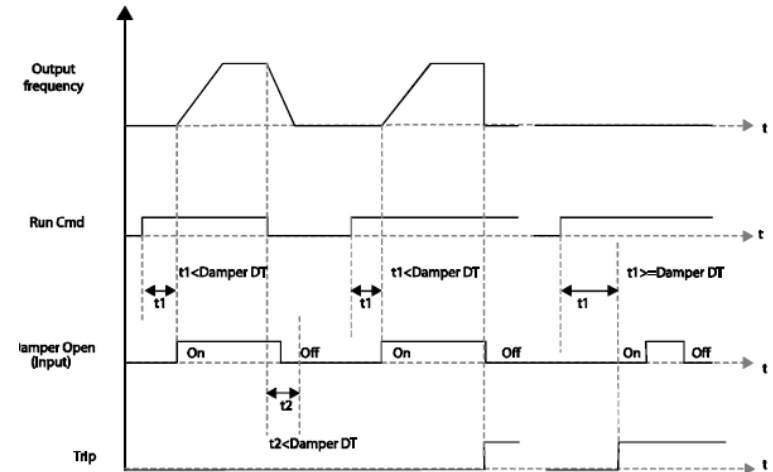 Output
frequency
t
Run Cmd
t
t1<Damper DT
t1<Damper DT
t1>=Damper DT
t1
t1
t1
amper Open
(Input)
On
Off
On
Off
On
Off
t
t2
t2<Damper DT
Trip
t